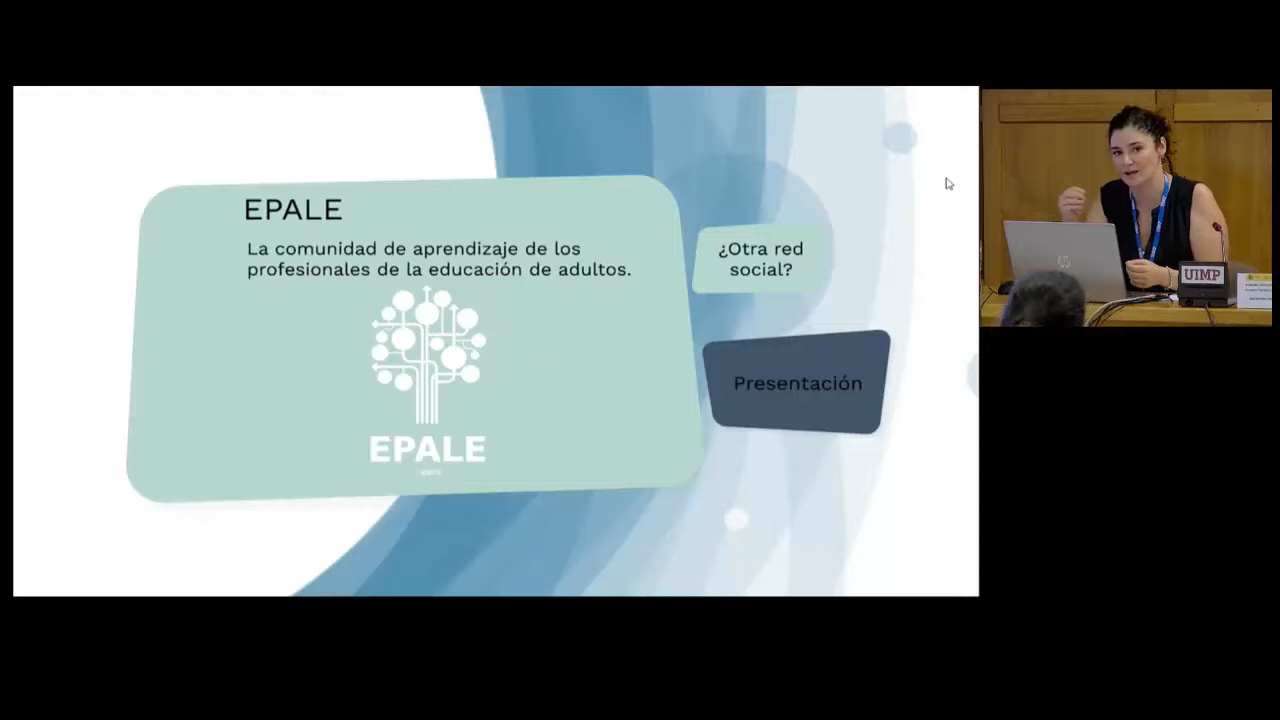 EPALE
La comunidad de aprendizaje de los
profesionales de la educación de adultos.
EPALE
¿Otra red
social?
Presentación
UIMP
hp